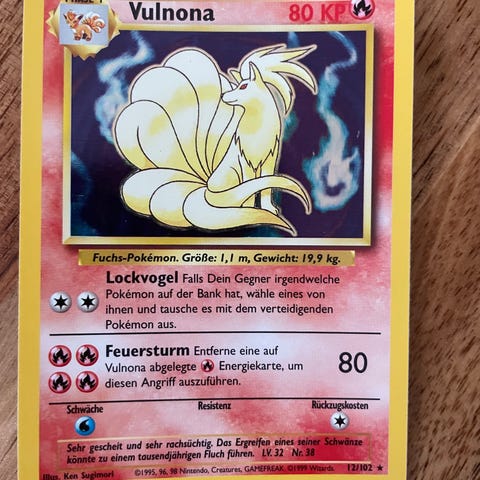 Vulnona
80 KP
Fuchs-Pokémon. Größe: 1,1 m, Gewicht: 19,9 kg.
Lockvogel Falls Dein Gegner irgendwelche
Pokémon auf der Bank hat, wähle eines von
ihnen und tausche es mit dem verteidigenden
Pokémon aus.
Feuersturm Entferne eine auf
Vulnona abgelegte Energiekarte, um
diesen Angriff auszuführen.
80
Schwäche
Resistenz
Rückzugskosten
Sehr gescheit und sehr rachsüchtig. Das Ergreifen eines seiner Schwänze
könnte zu einem tausendjährigen Fluch führen. LV. 32 Nr. 38
Illus. Ken Sugimori
©1995, 96, 98 Nintendo, Creatures, GAMEFREAK. ©1999 Wizards.
12/102 ★